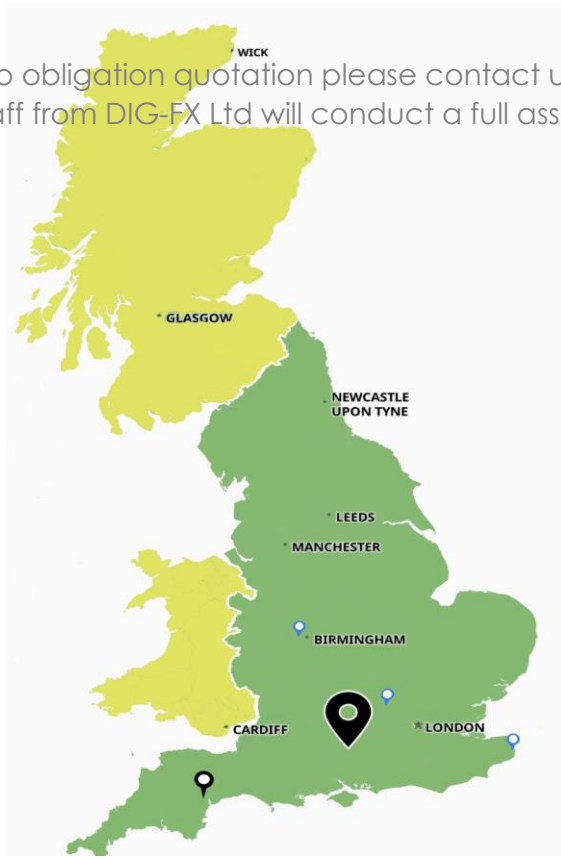 WICK
o obligation quotation please contact u
aff from DIG-FX Ltd will conduct a full ass
GLASGOW
NEWCASTLE
UPON TYNE
LEEDS
MANCHESTER
BIRMINGHAM
CARDIFF
LONDON